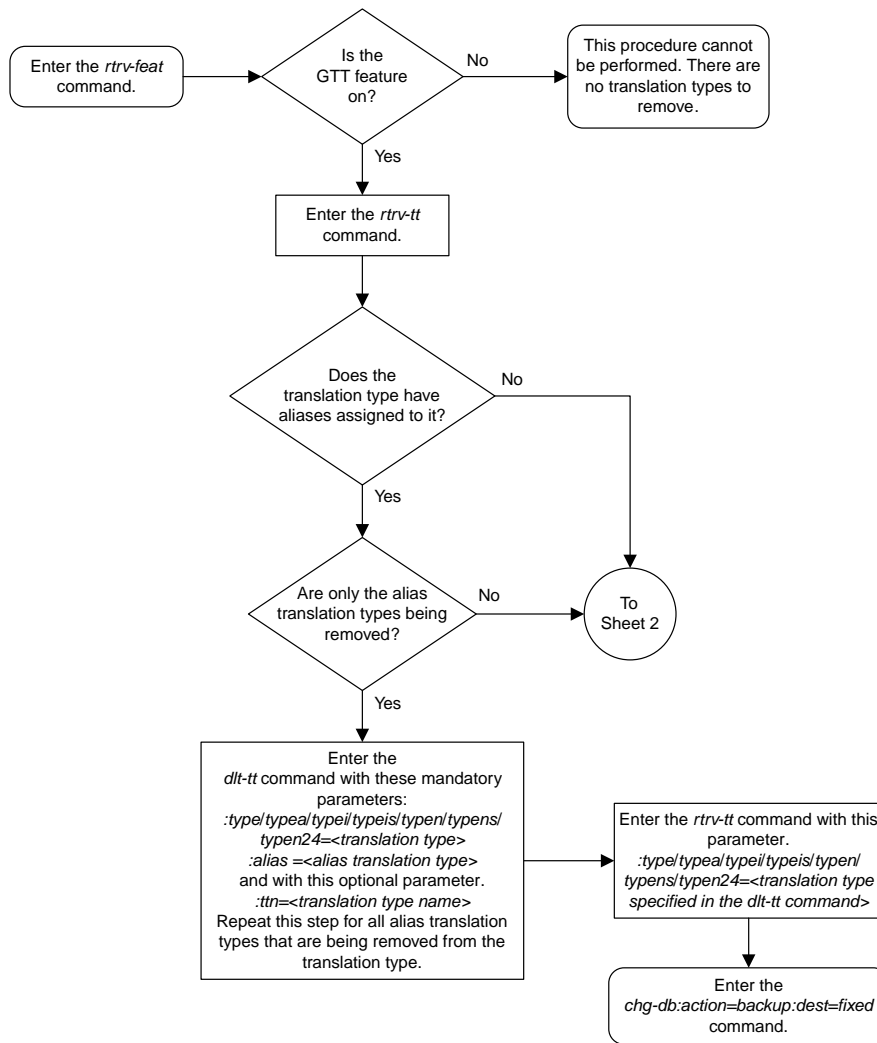 Enter the rtrv-feat
command.
Is the
GTT feature
on?
No
This procedure cannot
be performed. There are
no translation types to
remove.
Yes
Enter the rtrv-tt
command.
Does the
translation type have
aliases assigned to it?
No
Yes
Are only the alias
translation types being
removed?
No
To
Sheet 2
Yes
Enter the
dlt-tt command with these mandatory
parameters:
:type/typea/typei/typeis/typen/typens/
typen24=<translation type>
:alias =<alias translation type>
and with this optional parameter.
:ttn=<translation type name>
Repeat this step for all alias translation
types that are being removed from the
translation type.
Enter the rtrv-tt command with this
parameter.
:type/typea/typei/typeis/typen/
typens/typen24=<translation type
specified in the dlt-tt command>
Enter the
chg-db:action=backup:dest=fixed
command.